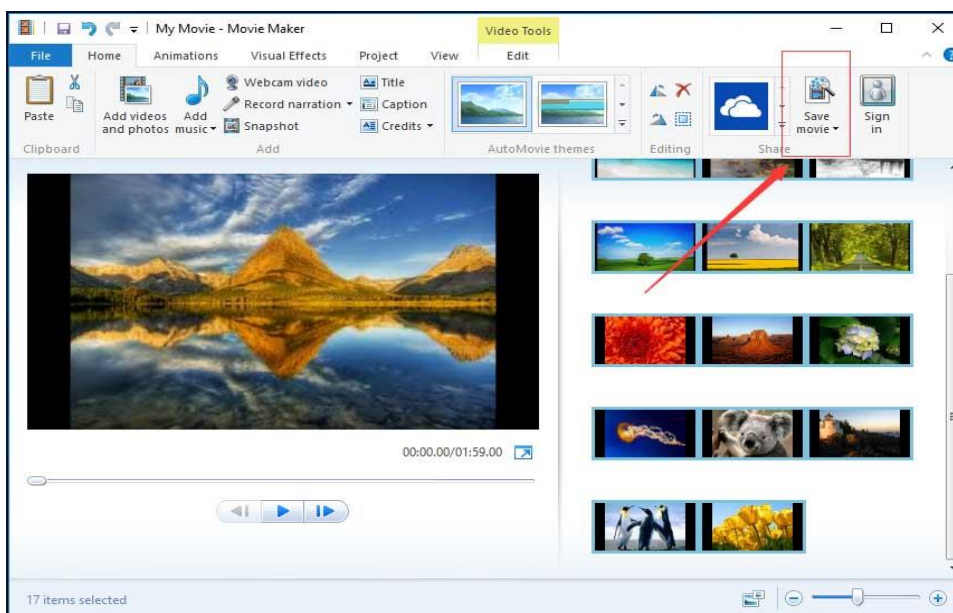 My Movie - Movie Maker
Video Tools
File Home Animations Visual Effects Project View Edit
Paste
Clipboard
Add videos
and photos
Add
music
Webcam video
Record narration
Snapshot
Title
Caption
Credits
Add
AutoMovie themes
Editing
Save
movie
Share
Sign
in
00:00.00/01:59.00
17 items selected